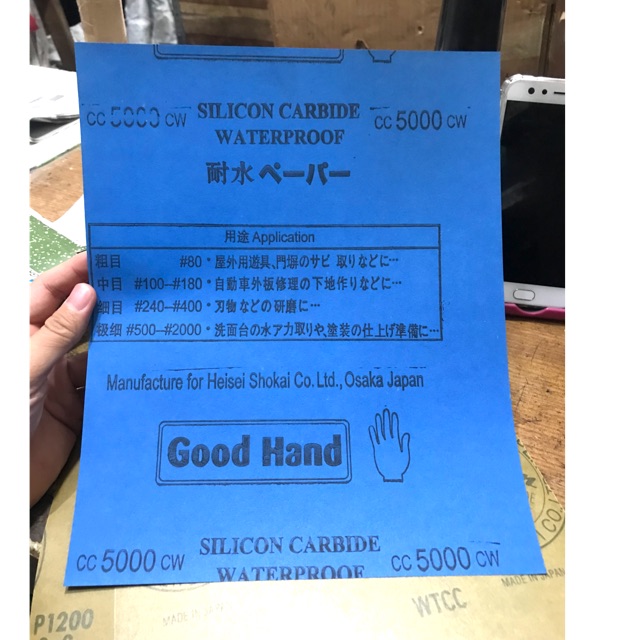 CC 5000 CW SILICON CARBIDE CC 5000 CW
WATERPROOF
耐水 ペーパー
用途 Application
粗目 #80 • 屋外用遊具、門塀のサビ 取りなどに…
中目 #100–#180 • 自動車外板修理の下地作りなどに…
細目 #240–#400 • 刃物などの研磨に…
极细 #500–#2000 • 洗面台の水アカ取りや、塗装の仕上げ準備に…
Manufacture for Heisei Shokai Co. Ltd., Osaka Japan
Good Hand
CC 5000 CW SILICON CARBIDE CC 5000 CW
WATERPROOF
MADE IN JAPAN
P1200
WTCC